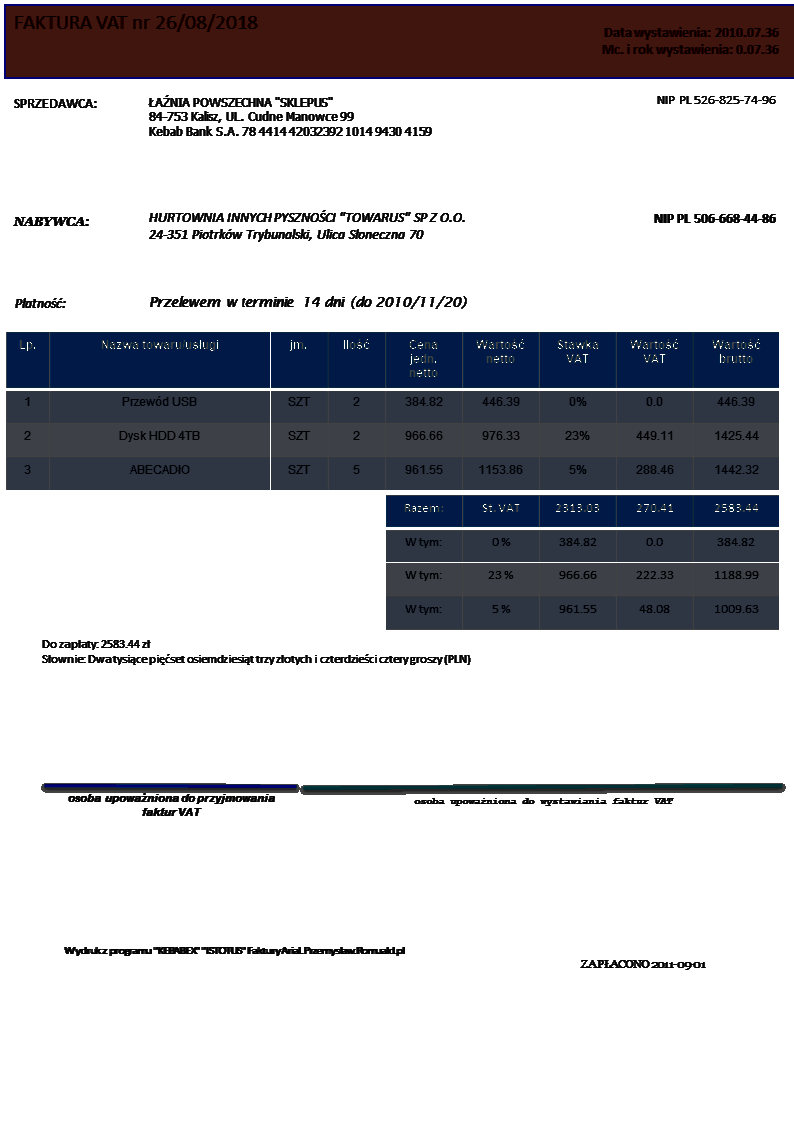 FAKTURA VAT nr 26/08/2018
Data wystawienia: 2010.07.36
Mc. i rok wystawienia: 0.07.36
SPRZEDAWCA:
ŁAŹNIA POWSZECHNA "SKLEPUS"
NIP PL 526-825-74-96
84-753 Kalisz, UL. Cudne Manowce 99
Kebab Bank S.A. 78 4414 42032392 1014 9430 4159
NABYWCA:
HURTOWNIA INNYCH PYSZNOŚCI "TOWARUS" SP Z O.O.
NIP PL 506-668-44-86
24-351 Piotrków Trybunalski, Ulica Słoneczna 70
Płatność:
Przelewem w terminie 14 dni (do 2010/11/20)
Lp. Nazwa towaru/usługi jm. Ilość Cena jedn. netto Wartość netto Stawka VAT Wartość VAT Wartość brutto
1 Przewód USB SZT 2 384.82 446.39 0% 0.0 446.39
2 Dysk HDD 4TB SZT 2 966.66 976.33 23% 449.11 1425.44
3 ABECADIO SZT 5 961.55 1153.86 5% 288.46 1442.32
Razem: St. VAT 2313.03 270.41 2583.44
W tym: 0 % 384.82 0.0 384.82
W tym: 23 % 966.66 222.33 1188.99
W tym: 5 % 961.55 48.08 1009.63
Do zapłaty: 2583.44 zł
Słownie: Dwa tysiące pięćset osiemdziesiąt trzy złotych i czterdzieści cztery groszy (PLN)
osoba upoważniona do przyjmowania
faktur VAT
osoba upoważniona do wystawiania faktur VAT
Wydruk z programu "KEBABEX" "ISTOTUS" Faktury Arial. Przemysław Romuald.pl
ZAPŁACONO 2011-09-01